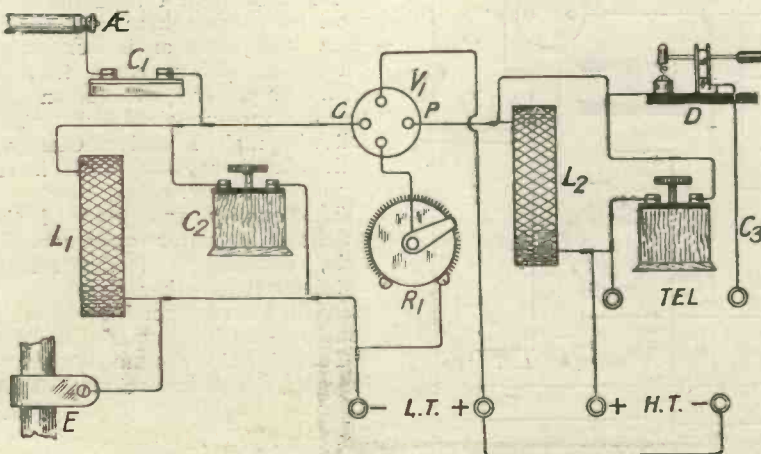 Æ
C1
G V1 P
D
L1
C2
R1
L2
C3
TEL
E
- L.T. +
+ H.T. -